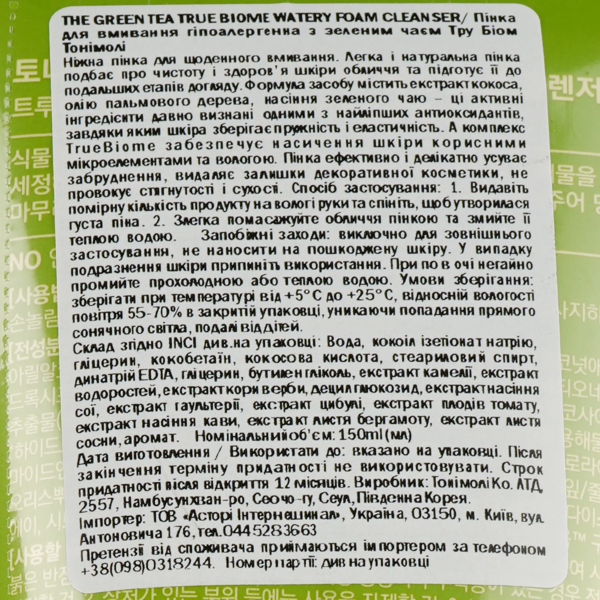 THE GREEN TEA TRUE BIOME WATERY FOAM CLEANSER/ Пінка
для вмивання гіпоалергенна з зеленим чаєм Тру Біом
Тонімолі
Ніжна пінка для щоденного вмивання. Легка і натуральна пінка
подбає про чистоту і здоров'я шкіри обличчя та підготує її до
подальших етапів догляду. Формула засобу містить екстракт кокоса,
олію пальмового дерева, насіння зеленого чаю – ці активні
інгредієнти давно визнані одними з найліпших антиоксидантів,
завдяки яким шкіра зберігає пружність і еластичність. А комплекс
TrueBiome забезпечує насичення шкіри корисними
мікроелементами та вологою. Пінка ефективно і делікатно усуває
забруднення, видаляє залишки декоративної косметики, не
провокує стягнутості і сухості. Спосіб застосування: 1. Видавіть
помірну кількість продукту на вологі руки та спініть, щоб утворилася
густа піна. 2. Злегка помасажуйте обличчя пінкою та змийте її
теплою водою. Запобіжні заходи: виключно для зовнішнього
застосування, не наносити на пошкоджену шкіру. У випадку
подразнення шкіри припиніть використання. При по в очі негайно
промийте прохолодною або теплою водою. Умови зберігання:
зберігати при температурі від +5°C до +25°C, відносній вологості
повітря 55-70% в закритій упаковці, уникаючи попадання прямого
сонячного світла, подалі від дітей.
Склад згідно INCI див.на упаковці: Вода, кокоіл ізетіонат натрію,
гліцерин, кокобетаїн, кокосова кислота, стеариловий спирт,
динатрій EDTA, гліцерин, бутиленгліколь, екстракт камелії, екстракт
водоростей, екстракт кори верби, децилглюкозид, екстракт насіння
сої, екстракт гаультерії, екстракт цибулі, екстракт плодів томату,
екстракт насіння кави, екстракт листя бергамоту, екстракт листя
сосни, аромат. Номінальний об'єм: 150ml (мл)
Дата виготовлення / Використати до: вказано на упаковці. Після
закінчення терміну придатності не використовувати. Строк
придатності після відкриття 12 місяців. Виробник: Тонімолі Ко. ЛТД,
2557, Намбусунхван-ро, Сеочо-гу, Сеул, Південна Корея.
Імпортер: ТОВ «Асторі Інтернешинал», Україна, 03150, м. Київ, вул.
Антоновича 176, тел.0445283663
Претензії від споживача приймаються імпортером за телефоном
+38(098)0318244. Номер партії: див на упаковці